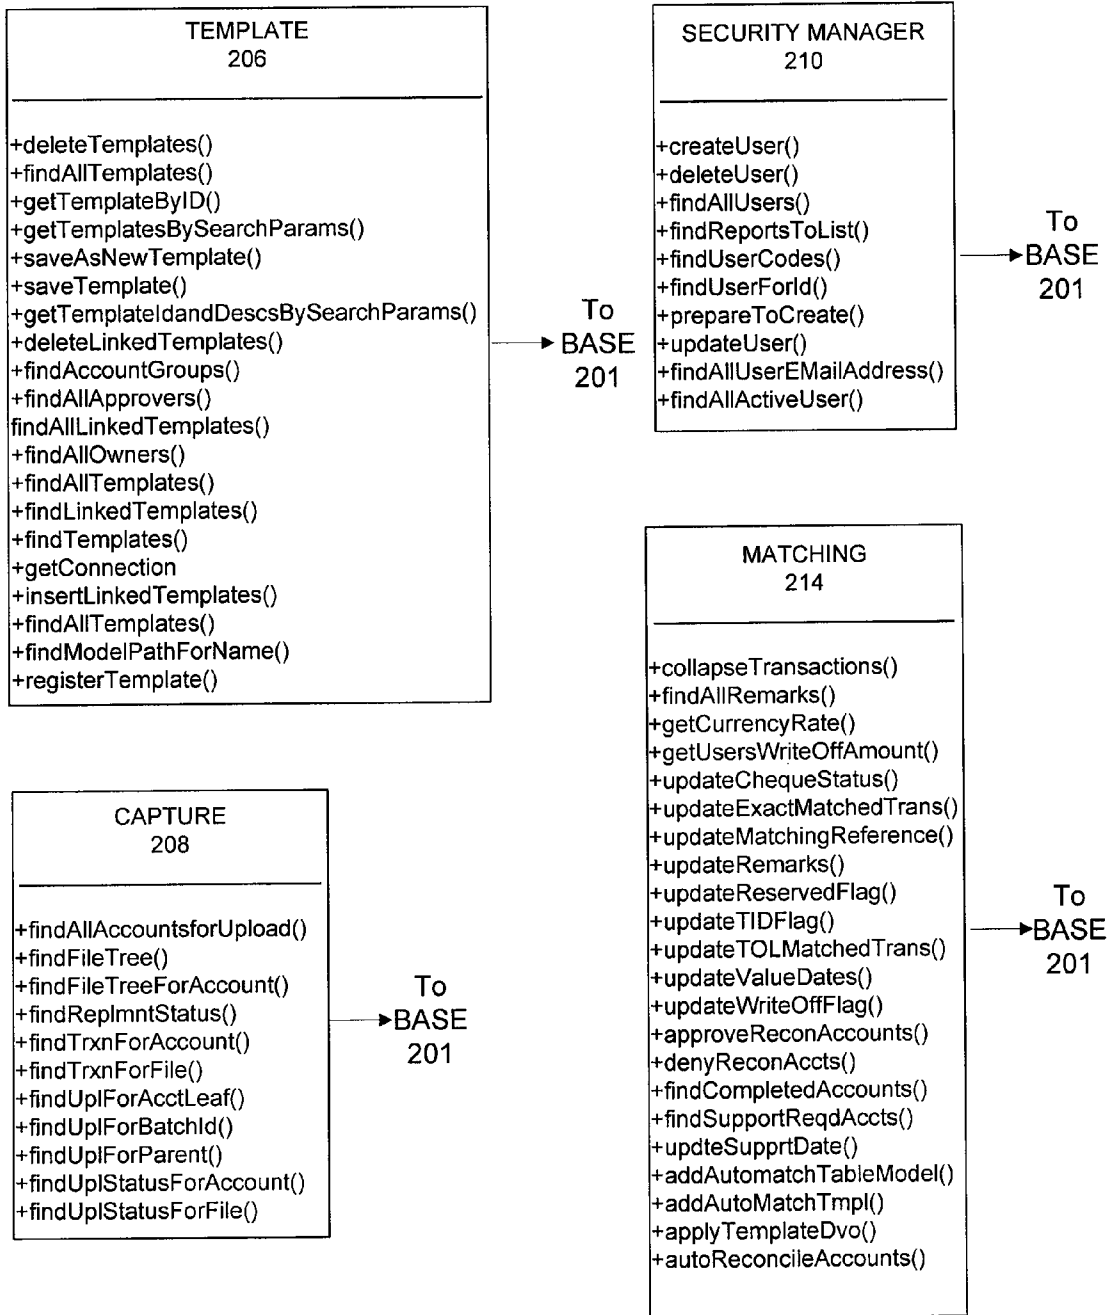 TEMPLATE
206
+deleteTemplates()
+findAllTemplates()
+getTemplateByID()
+getTemplatesBySearchParams()
+saveAsNewTemplate()
+saveTemplate()
+getTemplateIdandDescsBySearchParams()
+deleteLinkedTemplates()
+findAccountGroups()
+findAllApprovers()
findAllLinkedTemplates()
+findAllOwners()
+findAllTemplates()
+findLinkedTemplates()
+findTemplates()
+getConnection
+insertLinkedTemplates()
+findAllTemplates()
+findModelPathForName()
+registerTemplate()
To
BASE
201
SECURITY MANAGER
210
+createUser()
+deleteUser()
+findAllUsers()
+findReportsToList()
+findUserCodes()
+findUserForId()
+prepareToCreate()
+updateUser()
+findAllUserEMailAddress()
+findAllActiveUser()
To
BASE
201
CAPTURE
208
+findAllAccountsforUpload()
+findFileTree()
+findFileTreeForAccount()
+findReplmntStatus()
+findTrxnForAccount()
+findTrxnForFile()
+findUplForAcctLeaf()
+findUplForBatchId()
+findUplForParent()
+findUplStatusForAccount()
+findUplStatusForFile()
To
BASE
201
MATCHING
214
+collapseTransactions()
+findAllRemarks()
+getCurrencyRate()
+getUsersWriteOffAmount()
+updateChequeStatus()
+updateExactMatchedTrans()
+updateMatchingReference()
+updateRemarks()
+updateReservedFlag()
+updateTIDFlag()
+updateTOLMatchedTrans()
+updateValueDates()
+updateWriteOffFlag()
+approveReconAccounts()
+denyReconAccts()
+findCompletedAccounts()
+findSupportReqdAccts()
+updteSupprtDate()
+addAutomatchTableModel()
+addAutoMatchTmpl()
+applyTemplateDvo()
+autoReconcileAccounts()
To
BASE
201